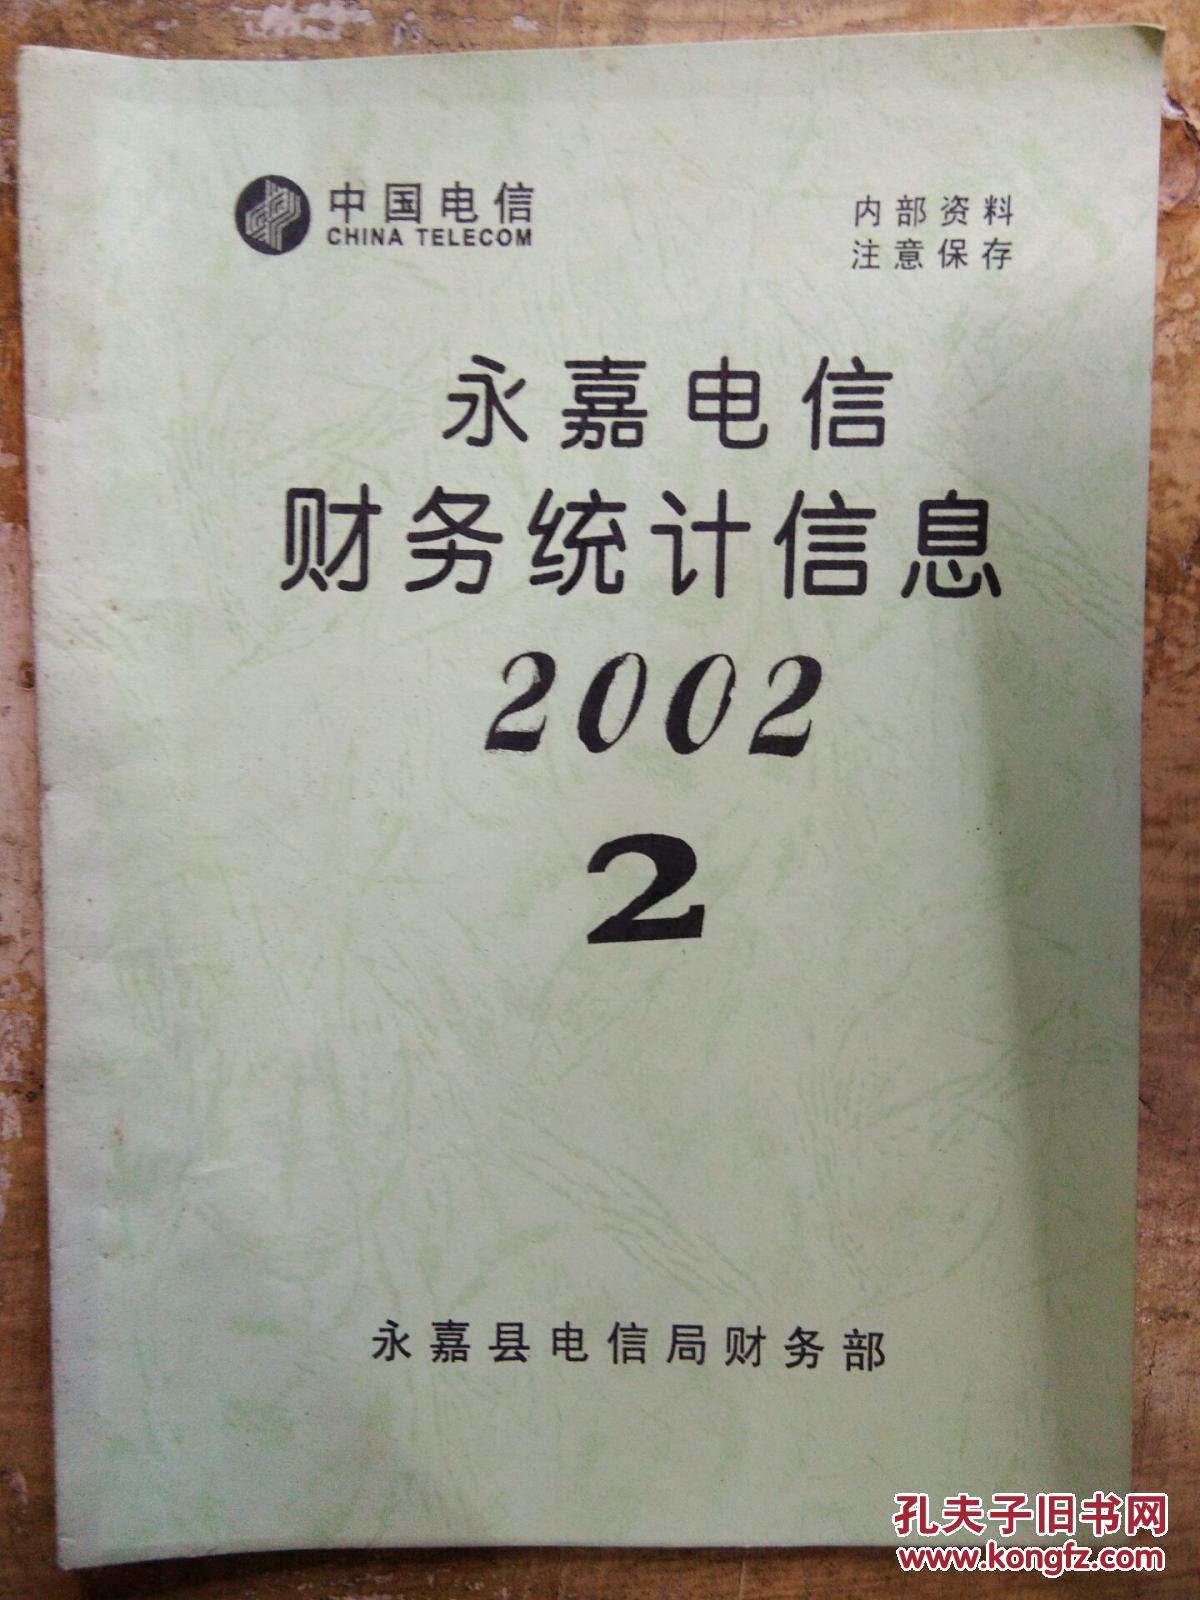 中国电信
CHINA TELECOM
内部资料
注意保存
永嘉电信
财务统计信息
2002
2
永嘉县电信局财务部
孔夫子旧书网
www.kongfz.com